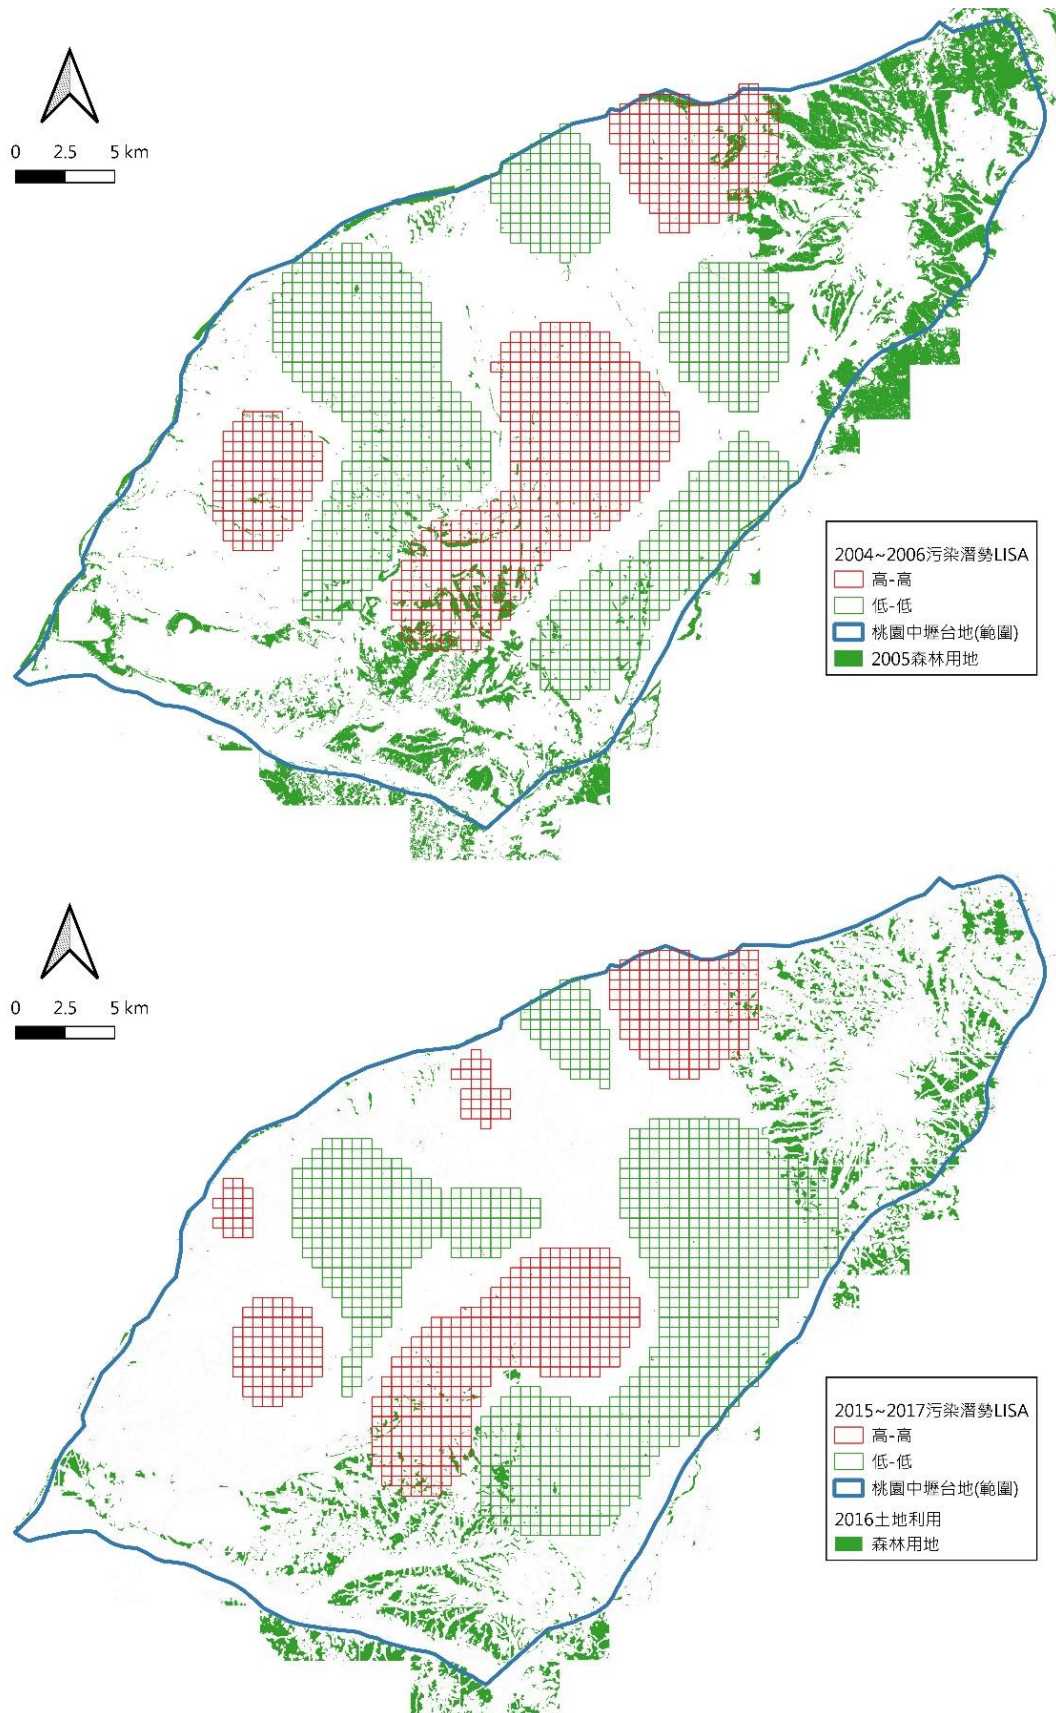 0 2.5 5 km
2004~2006污染潛勢LISA
高-高
低-低
桃園中壢台地(範圍)
2005森林用地
0 2.5 5 km
2015~2017污染潛勢LISA
高-高
低-低
桃園中壢台地(範圍)
2016土地利用
森林用地